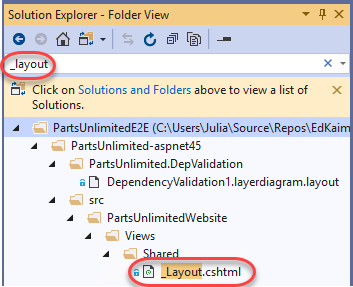 Solution Explorer - Folder View
_layout
Click on Solutions and Folders above to view a list of
Solutions.
PartsUnlimitedE2E (C:\Users\Julia\Source\Repos\EdKaim
PartsUnlimited-aspnet45
PartsUnlimited.DepValidation
DependencyValidation1.layerdiagram.layout
src
PartsUnlimitedWebsite
Views
Shared
_Layout.cshtml